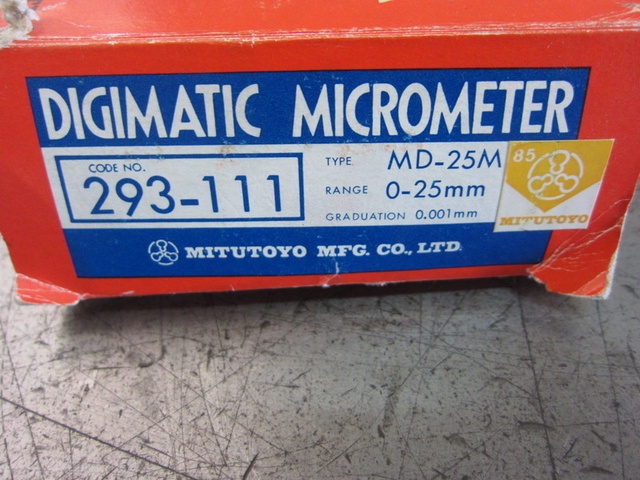 DIGIMATIC MICROMETER
CODE NO.
293-111
TYPE MD-25M
RANGE 0-25mm
GRADUATION 0.001mm
85
MITUTOYO
MITUTOYO MFG. CO., LTD.